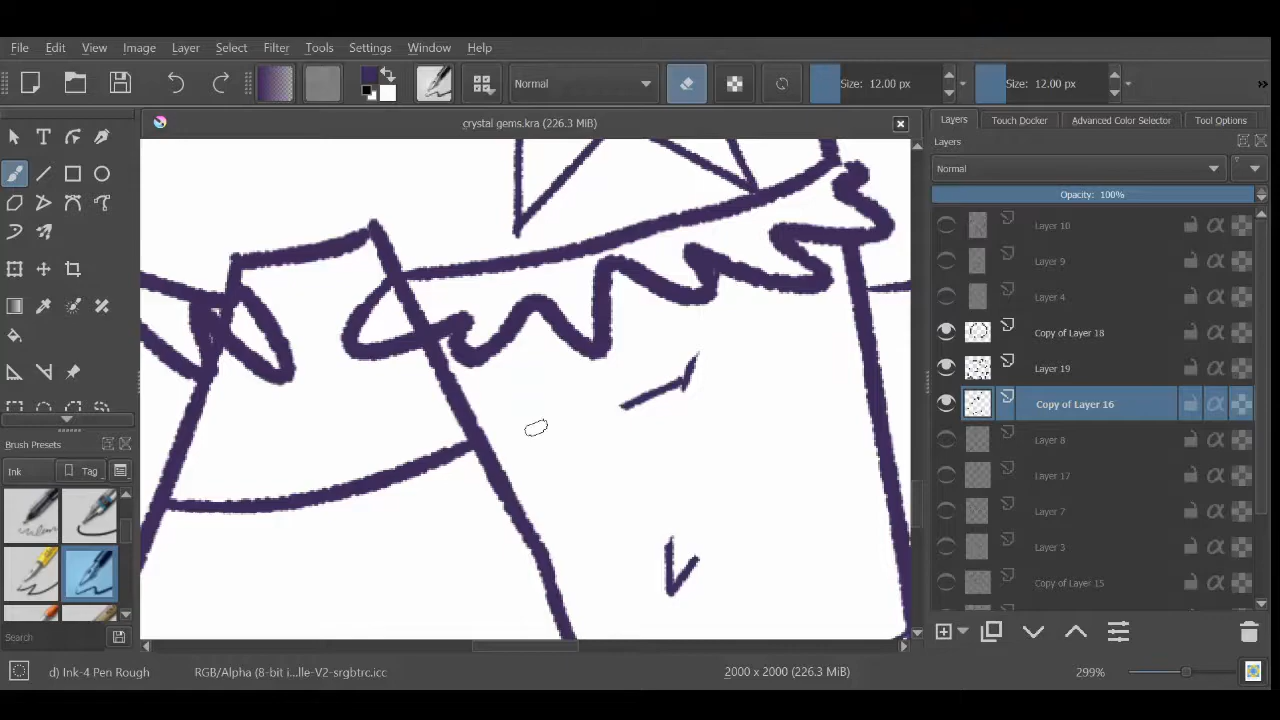 File Edit View Image Layer Select Filter Tools Settings Window Help
Normal Size: 12.00 px Size: 12.00 px »
crystal gems.kra (226.3 MiB)
Layers Touch Docker Advanced Color Selector Tool Options
Layers
Normal
Opacity: 100%
Layer 10
Layer 9
Layer 4
Copy of Layer 18
Layer 19
Copy of Layer 16
Layer 8
Layer 17
Layer 7
Layer 3
Copy of Layer 15
Brush Presets
Ink Tag
Search
d) Ink-4 Pen Rough RGB/Alpha (8-bit i...lle-V2-srgbtrc.icc 2000 x 2000 (226.3 MiB) 299%